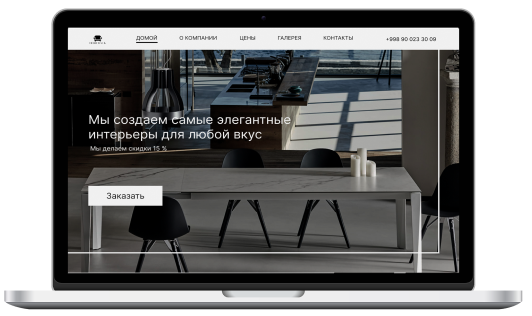 ДОМОЙ О КОМПАНИИ ЦЕНЫ ГАЛЕРЕЯ КОНТАКТЫ +998 90 023 30 09
Мы создаем самые элегантные
интерьеры для любой вкус
Мы делаем скидки 15 %
Заказать